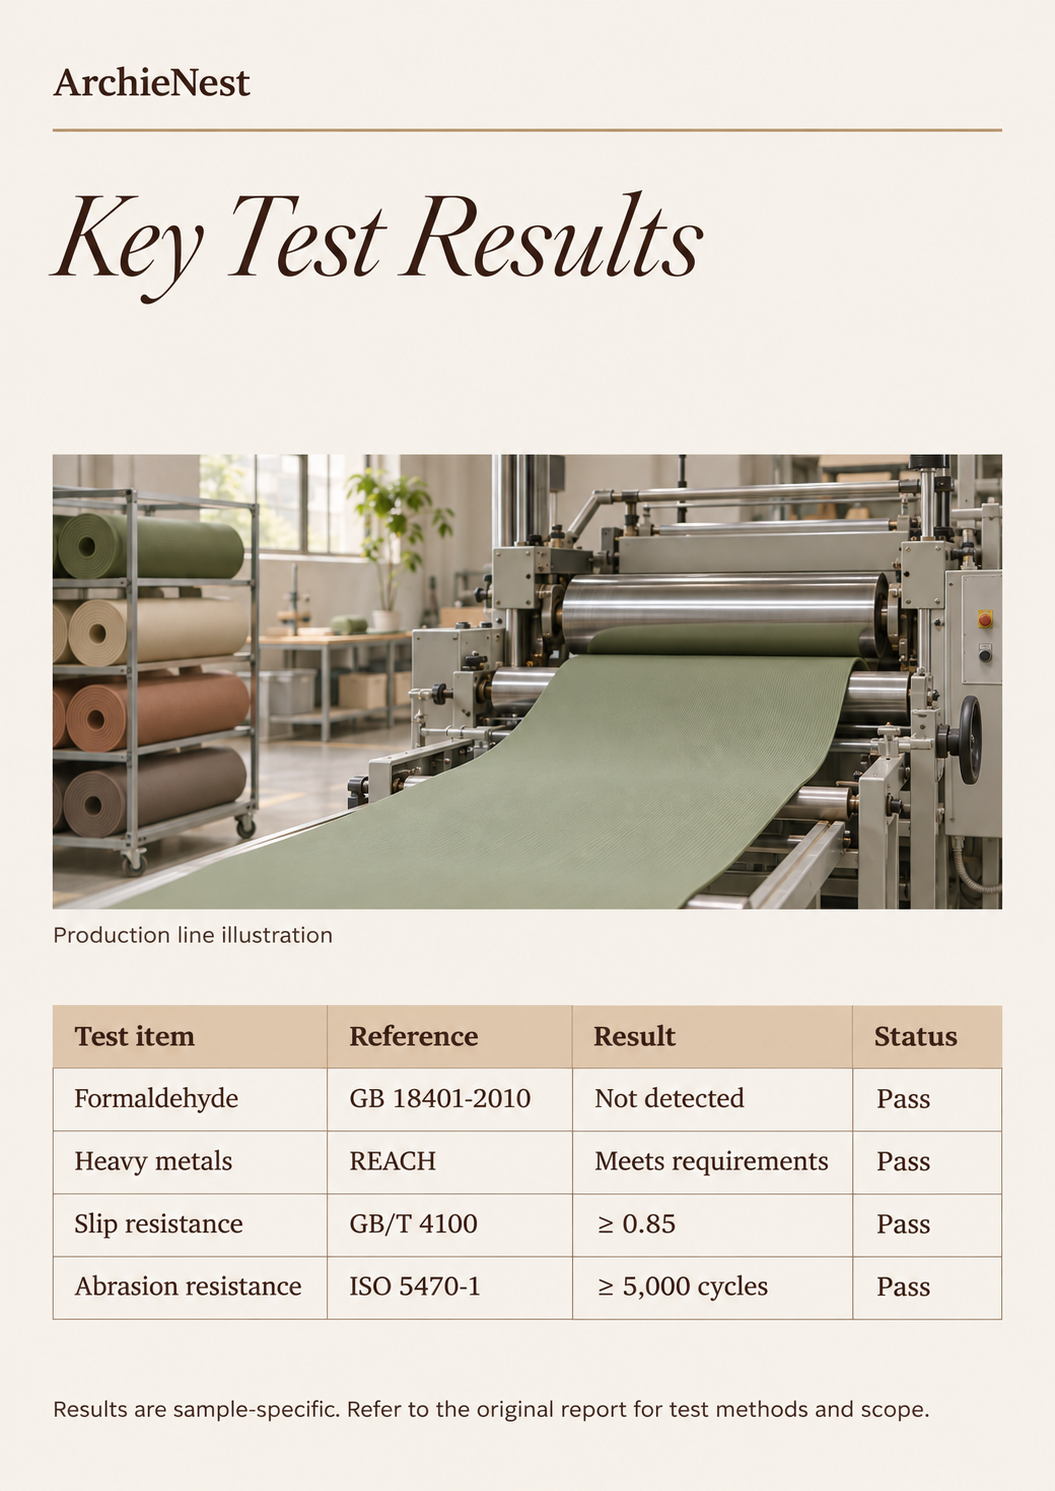 ArchieNest
Key Test Results
Production line illustration
Test item Reference Result Status
Formaldehyde GB 18401-2010 Not detected Pass
Heavy metals REACH Meets requirements Pass
Slip resistance GB/T 4100 ≥ 0.85 Pass
Abrasion resistance ISO 5470-1 ≥ 5,000 cycles Pass
Results are sample-specific. Refer to the original report for test methods and scope.